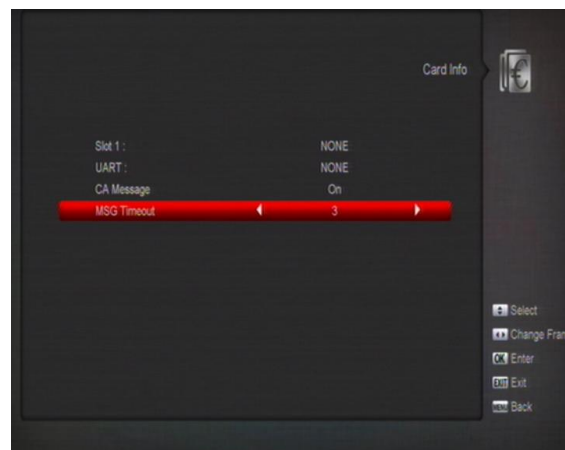 Card Info
€
Slot 1 : NONE
UART : NONE
CA Message On
MSG Timeout 3
Select
Change Fran
OK Enter
EXIT Exit
MENU Back